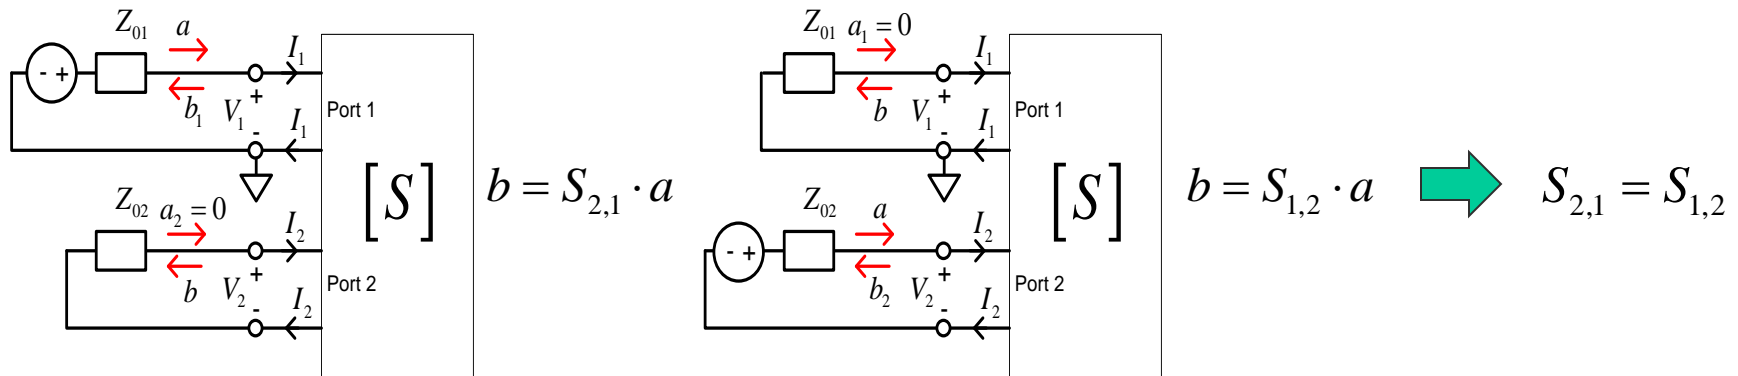 Z₀₁ a
- +
I₁
b₁ V₁ + -
I₁
Port 1
[S]
b = S₂,₁ · a
Z₀₂ a₂ = 0
I₂
b V₂ + -
I₂
Port 2
Z₀₁ a₁ = 0
I₁
b V₁ + -
I₁
Port 1
[S]
b = S₁,₂ · a
Z₀₂ a
- +
I₂
b₂ V₂ + -
I₂
Port 2
S₂,₁ = S₁,₂